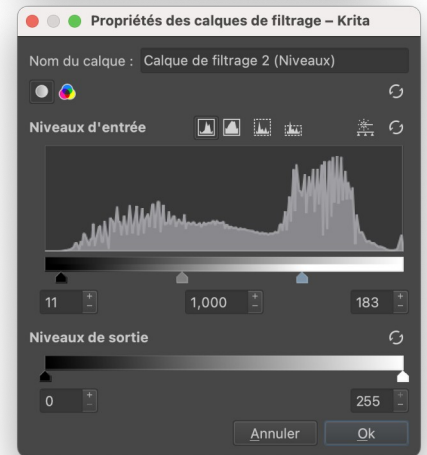 Propriétés des calques de filtrage – Krita
Nom du calque : Calque de filtrage 2 (Niveaux)
Niveaux d'entrée
11 1,000 183
Niveaux de sortie
0 255
Annuler Ok